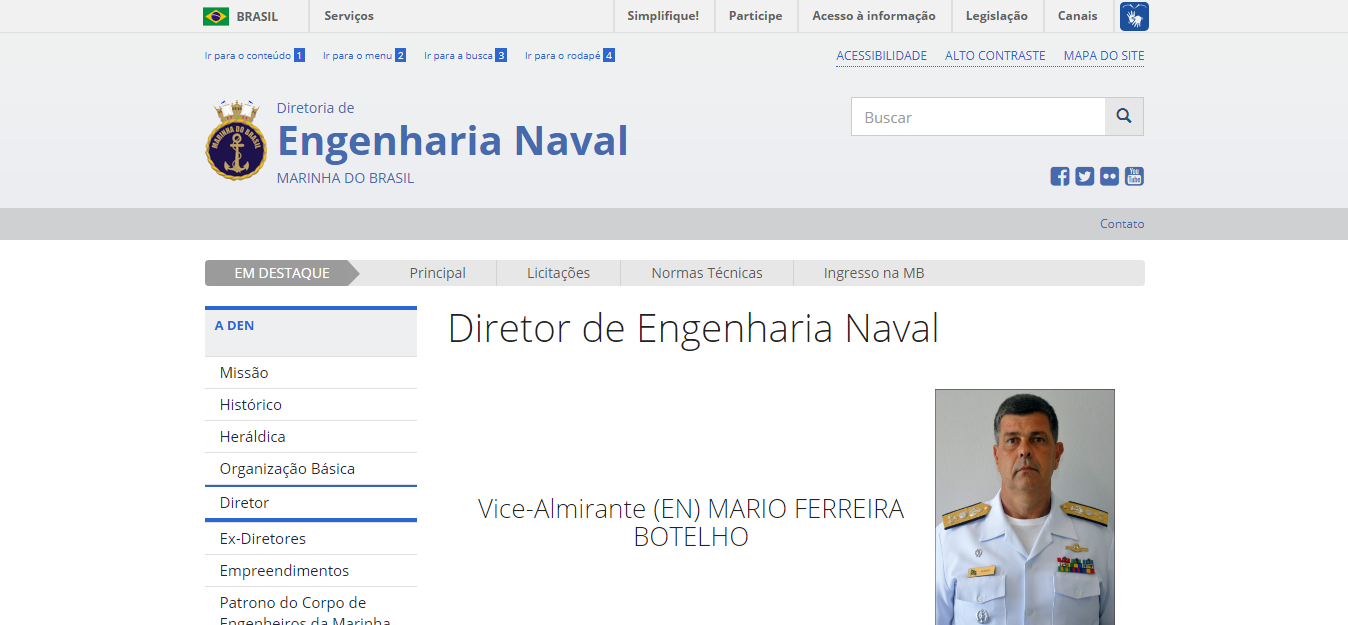 BRASIL
Serviços
Simplifique!
Participe
Acesso à informação
Legislação
Canais
Ir para o conteúdo 1
Ir para o menu 2
Ir para a busca 3
Ir para o rodapé 4
ACESSIBILIDADE
ALTO CONTRASTE
MAPA DO SITE
MARINHA DO BRASIL
Diretoria de
Engenharia Naval
MARINHA DO BRASIL
Buscar
You
Tube
Contato
EM DESTAQUE
Principal
Licitações
Normas Técnicas
Ingresso na MB
A DEN
Missão
Histórico
Heráldica
Organização Básica
Diretor
Ex-Diretores
Empreendimentos
Patrono do Corpo de
Engenheiros da Marinha
Diretor de Engenharia Naval
Vice-Almirante (EN) MARIO FERREIRA
BOTELHO